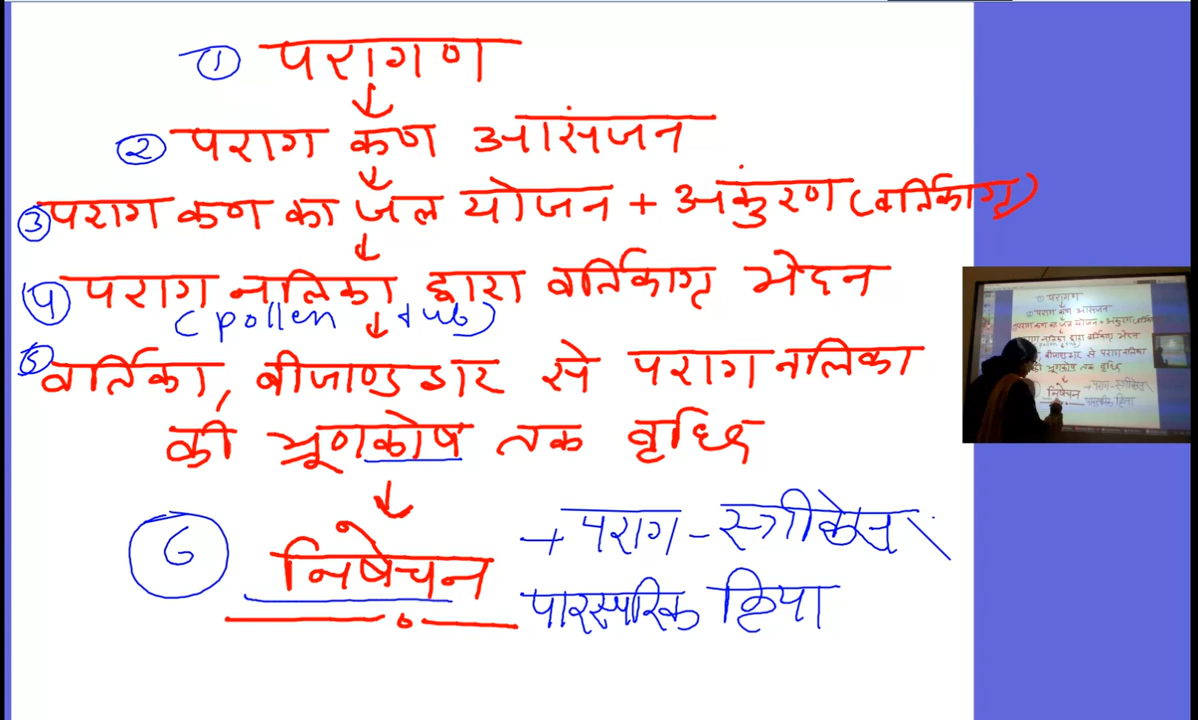 ① परागण
② पराग कण आसंजन
③ पराग कण का जल योजन + अंकुरण (वर्तिकाग्र)
④ पराग नालिका द्वारा वर्तिकाग्र भेदन
(pollen tube)
⑤ वर्तिका, बीजाण्डद्वार से पराग नलिका
की भ्रूणकोष तक वृद्धि
6 निषेचन → पराग - स्त्रीकेसर
पारस्परिक क्रिया